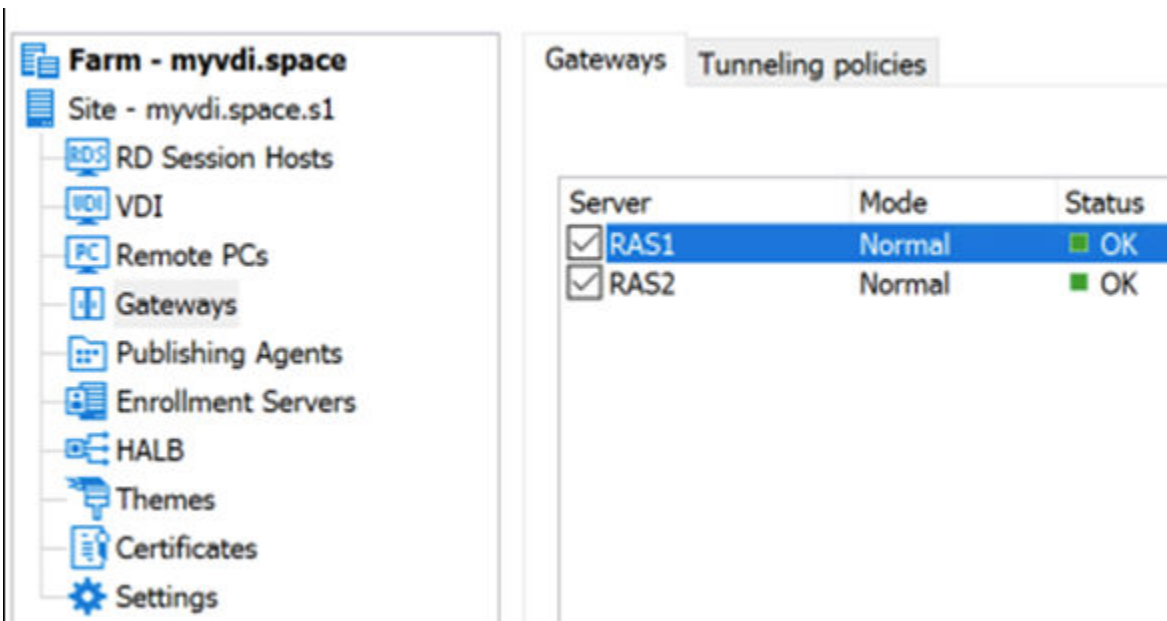 Farm - myvdi.space
Site - myvdi.space.s1
RDS RD Session Hosts
VDI VDI
PC Remote PCs
Gateways
Publishing Agents
Enrollment Servers
HALB
Themes
Certificates
Settings
Gateways Tunneling policies
Server Mode Status
RAS1 Normal OK
RAS2 Normal OK